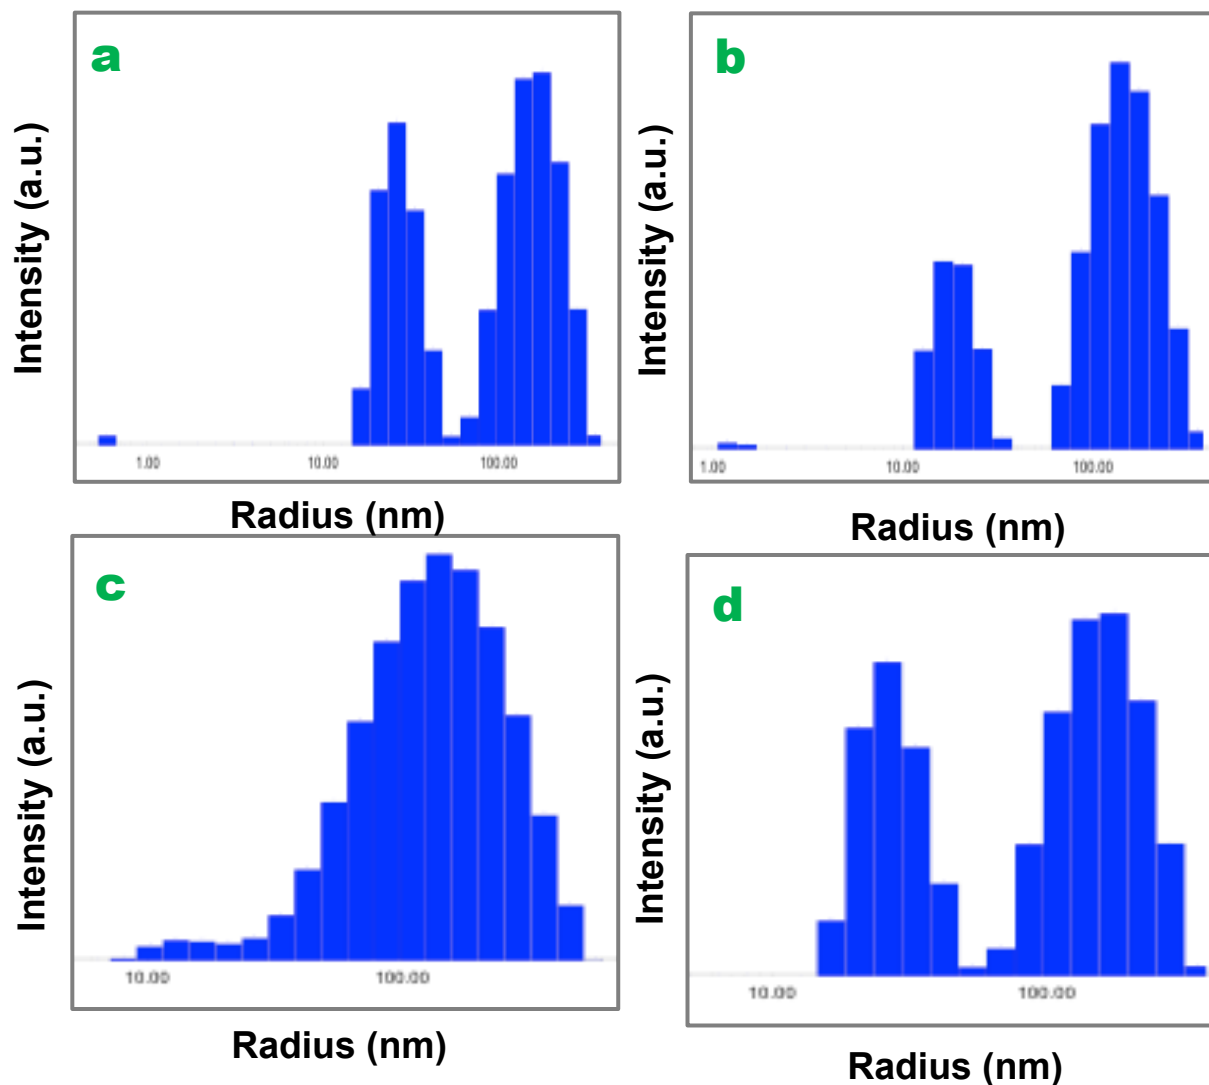 a
Intensity (a.u.)
1.00 10.00 100.00
Radius (nm)
b
Intensity (a.u.)
1.00 10.00 100.00
Radius (nm)
c
Intensity (a.u.)
10.00 100.00
Radius (nm)
d
Intensity (a.u.)
10.00 100.00
Radius (nm)